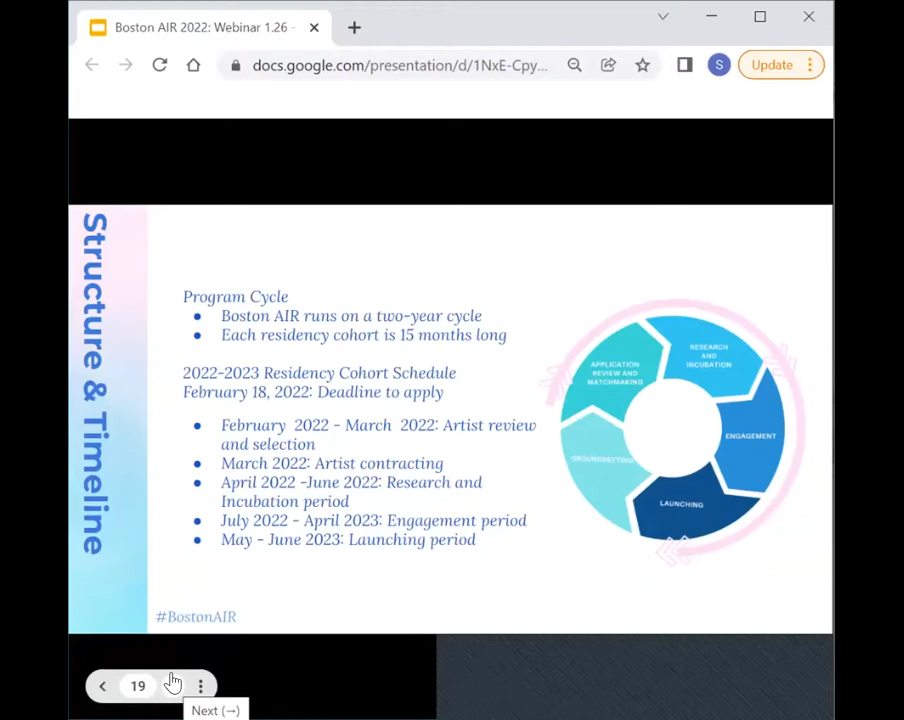 Boston AIR 2022: Webinar 1.26 -
docs.google.com/presentation/d/1NxE-Cpy...
S
Update
Structure & Timeline
Program Cycle
● Boston AIR runs on a two-year cycle
● Each residency cohort is 15 months long
2022-2023 Residency Cohort Schedule
February 18, 2022: Deadline to apply
● February 2022 - March 2022: Artist review
and selection
● March 2022: Artist contracting
● April 2022 -June 2022: Research and
Incubation period
● July 2022 - April 2023: Engagement period
● May - June 2023: Launching period
RESEARCH
AND
INCUBATION
APPLICATION
REVIEW AND
MATCHMAKING
ENGAGEMENT
GROUNDSETTING
LAUNCHING
#BostonAIR
19
Next (→)